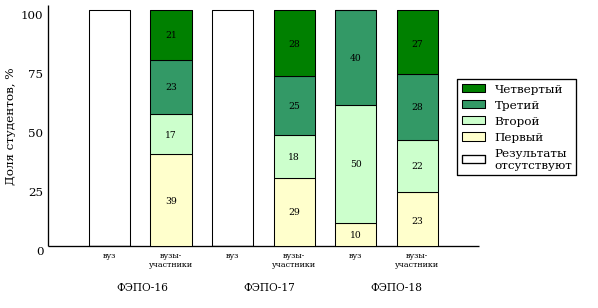 100
75
50
25
0
Доля студентов, %
21
23
17
39
28
25
18
29
40
50
10
27
28
22
23
вуз
вузы-
участники
вуз
вузы-
участники
вуз
вузы-
участники
ФЭПО-16
ФЭПО-17
ФЭПО-18
Четвертый
Третий
Второй
Первый
Результаты
отсутствуют